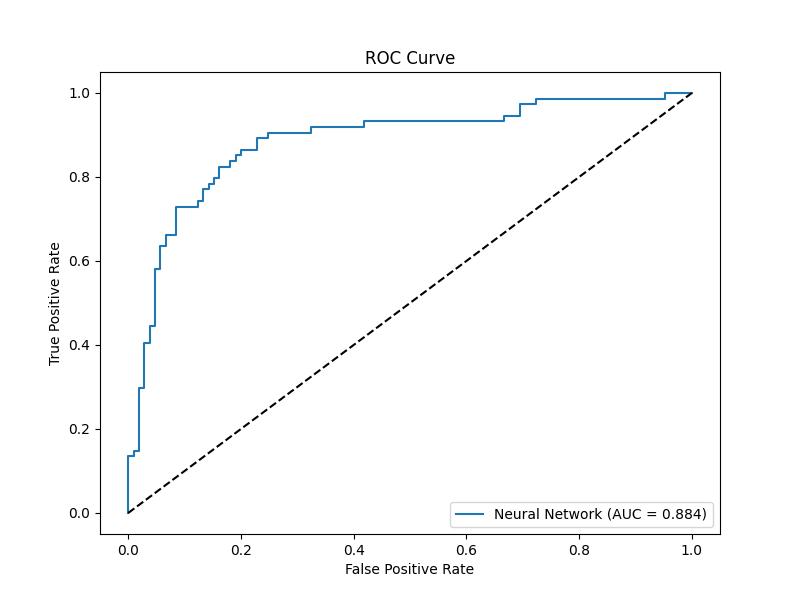 ROC Curve
1.0
0.8
0.6
0.4
0.2
0.0
True Positive Rate
Neural Network (AUC = 0.884)
0.0 0.2 0.4 0.6 0.8 1.0
False Positive Rate